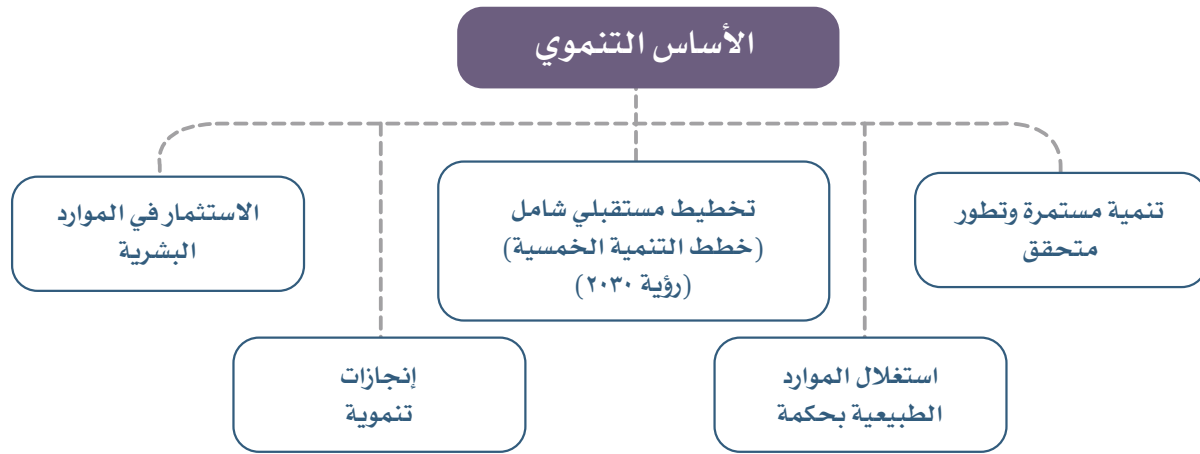 الأساس التنموي
تنمية مستمرة وتطور
متحقق
تخطيط مستقبلي شامل
(خطط التنمية الخمسية)
(رؤية ٢٠٣٠)
الاستثمار في الموارد
البشرية
استغلال الموارد
الطبيعية بحكمة
إنجازات
تنموية